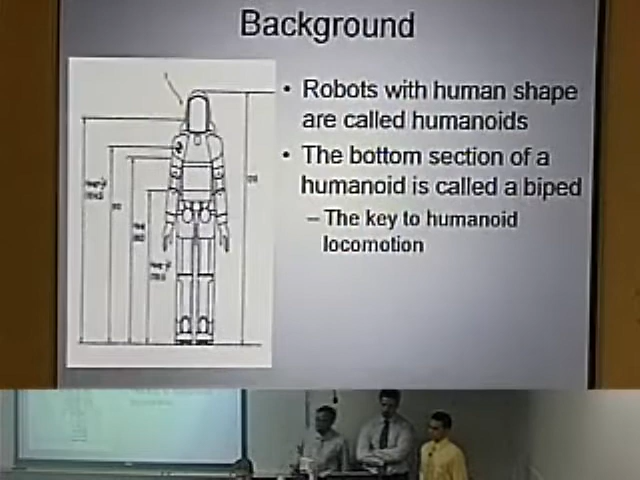 Background
• Robots with human shape
are called humanoids
• The bottom section of a
humanoid is called a biped
– The key to humanoid
locomotion